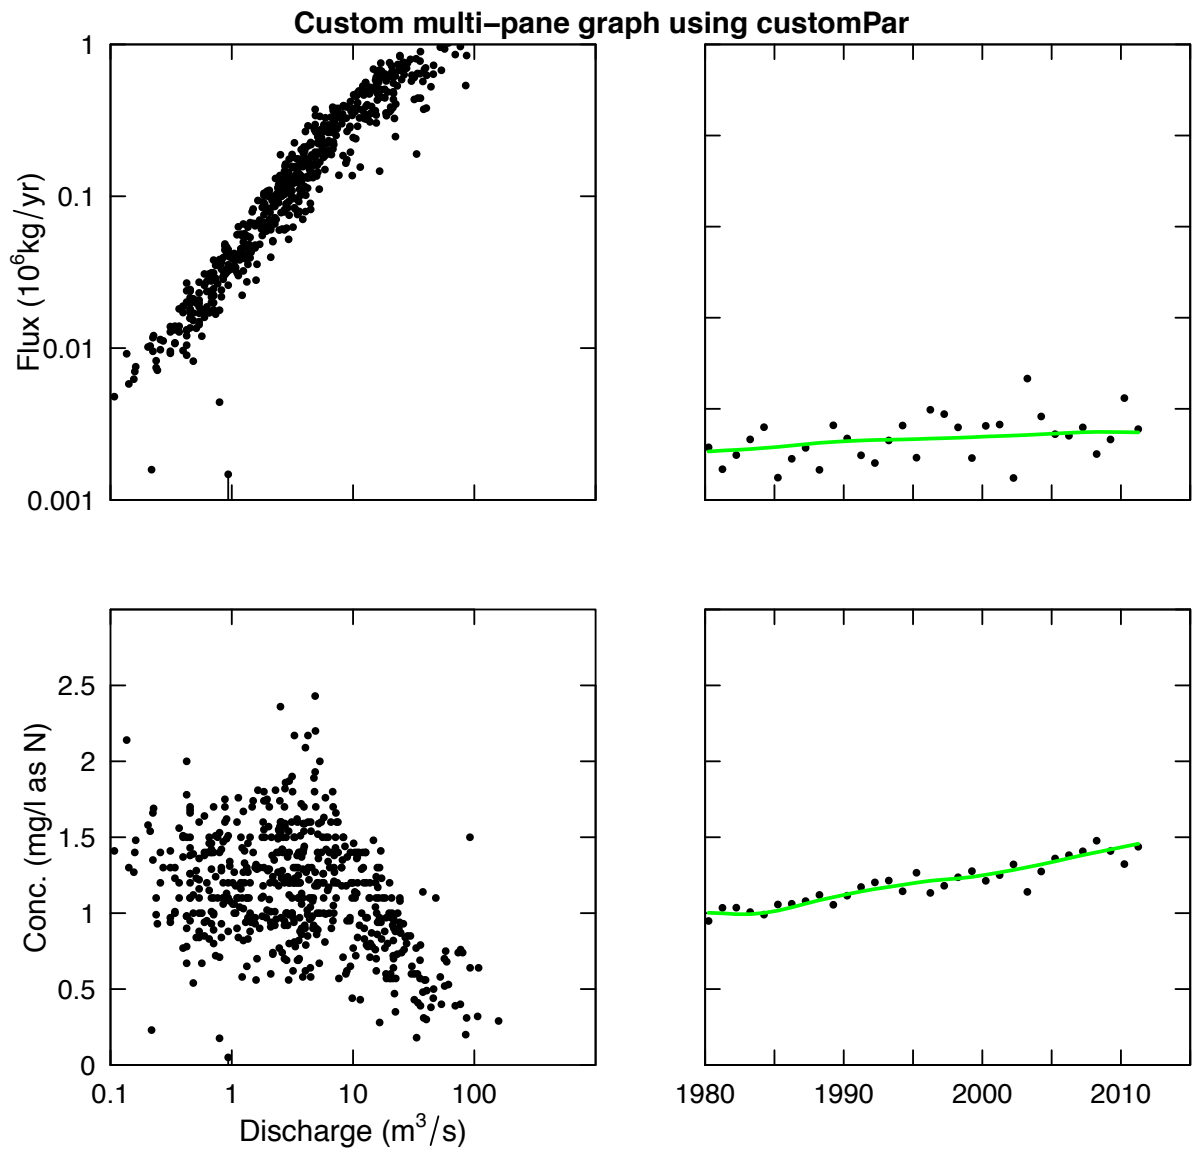 Custom multi−pane graph using customPar
1
0.1
0.01
0.001
Flux (10⁶kg/yr)
2.5
2
1.5
1
0.5
0
Conc. (mg/l as N)
0.1 1 10 100
Discharge (m³/s)
1980 1990 2000 2010